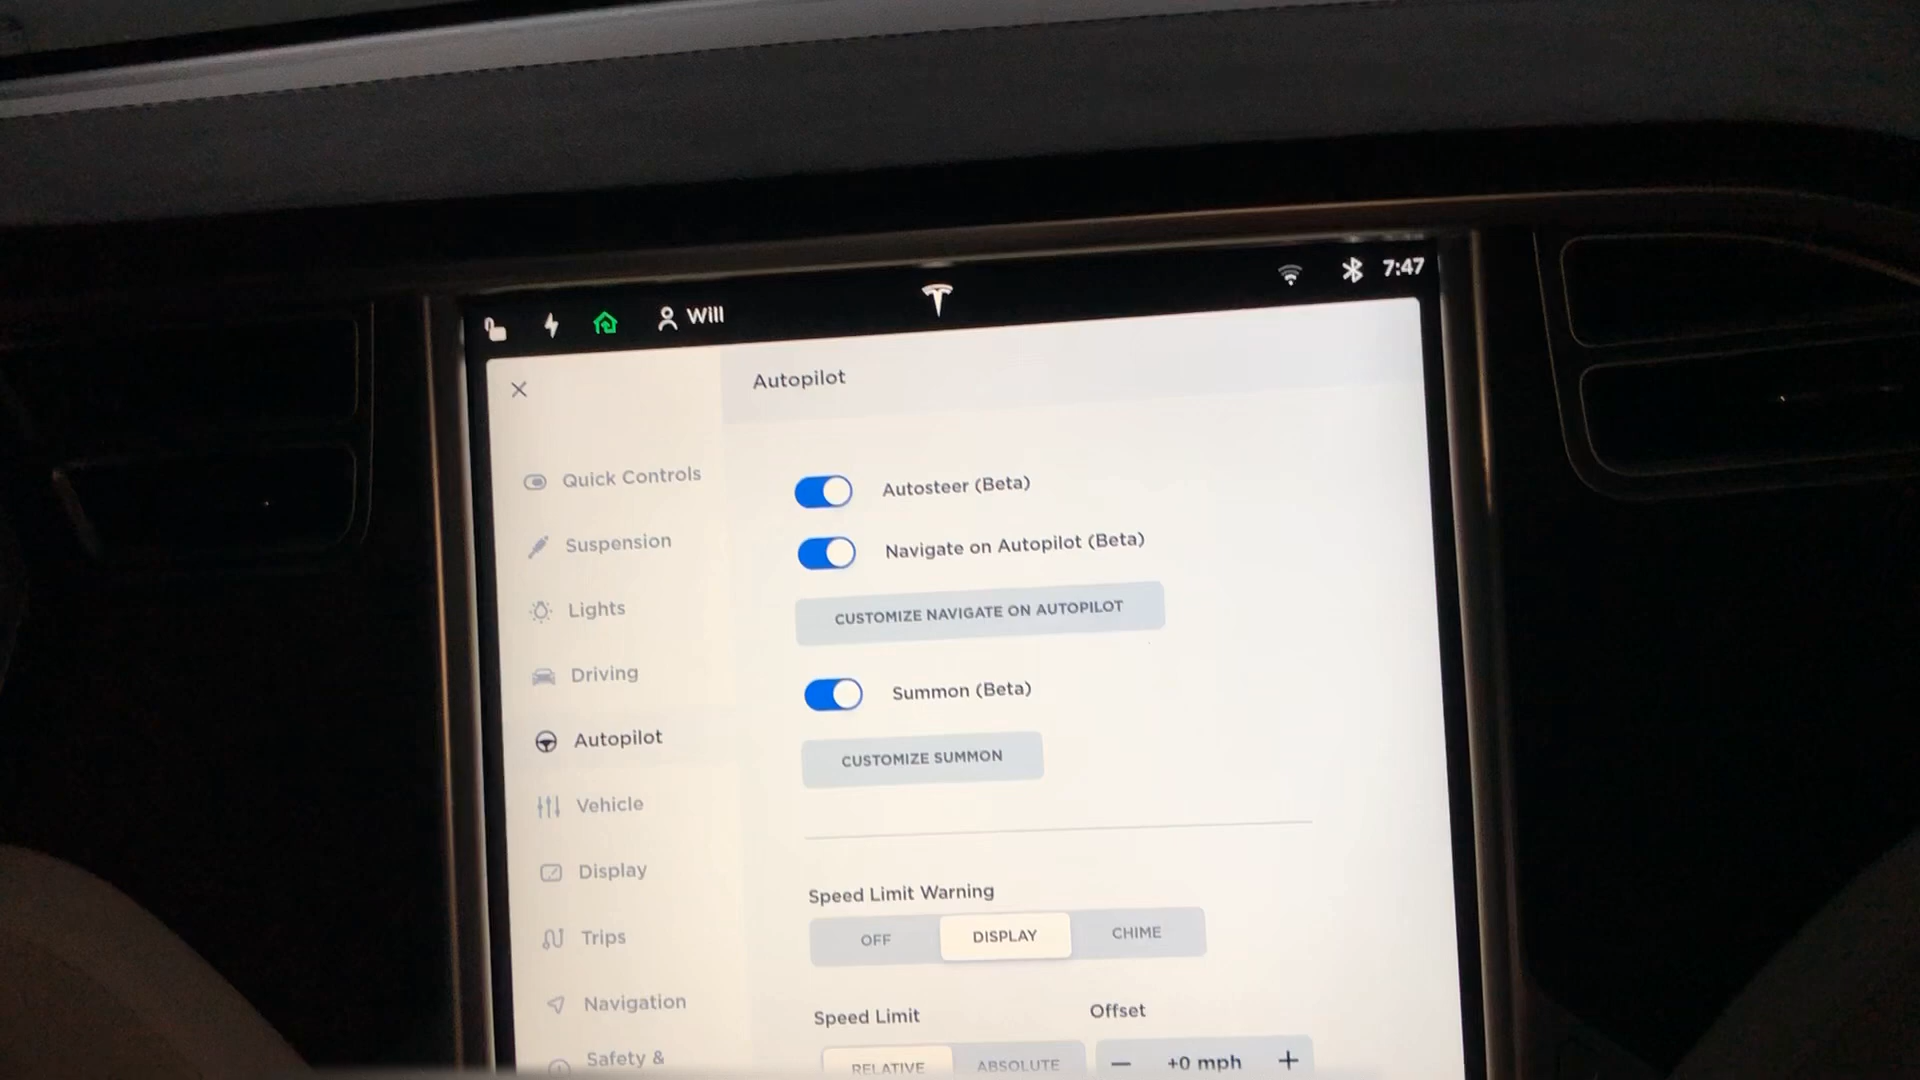 Will
7:47
Autopilot
Quick Controls
Suspension
Lights
Driving
Autopilot
Vehicle
Display
Trips
Navigation
Safety &
Autosteer (Beta)
Navigate on Autopilot (Beta)
CUSTOMIZE NAVIGATE ON AUTOPILOT
Summon (Beta)
CUSTOMIZE SUMMON
Speed Limit Warning
OFF DISPLAY CHIME
Speed Limit Offset
RELATIVE ABSOLUTE — +0 mph +